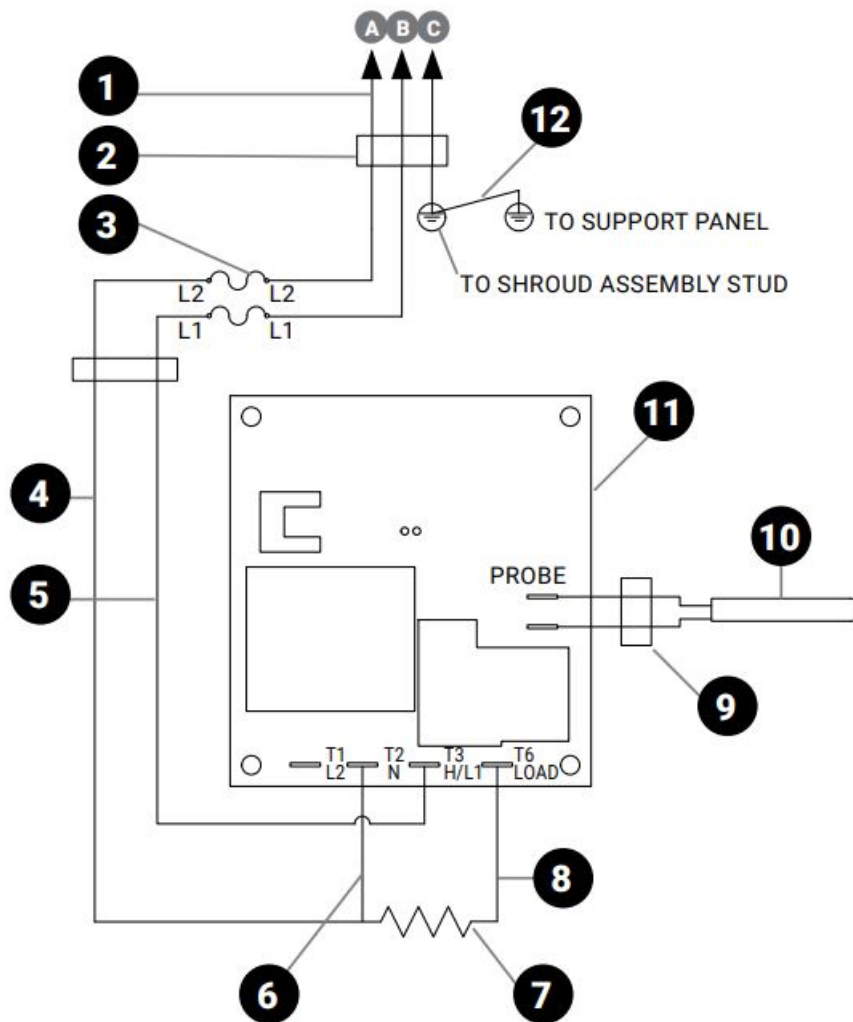 A B C
1
2
12
3
TO SUPPORT PANEL
TO SHROUD ASSEMBLY STUD
L2 L2
L1 L1
11
4
10
5
PROBE
9
T1 T2 T3 T6
L2 N H/L1 LOAD
8
6
7